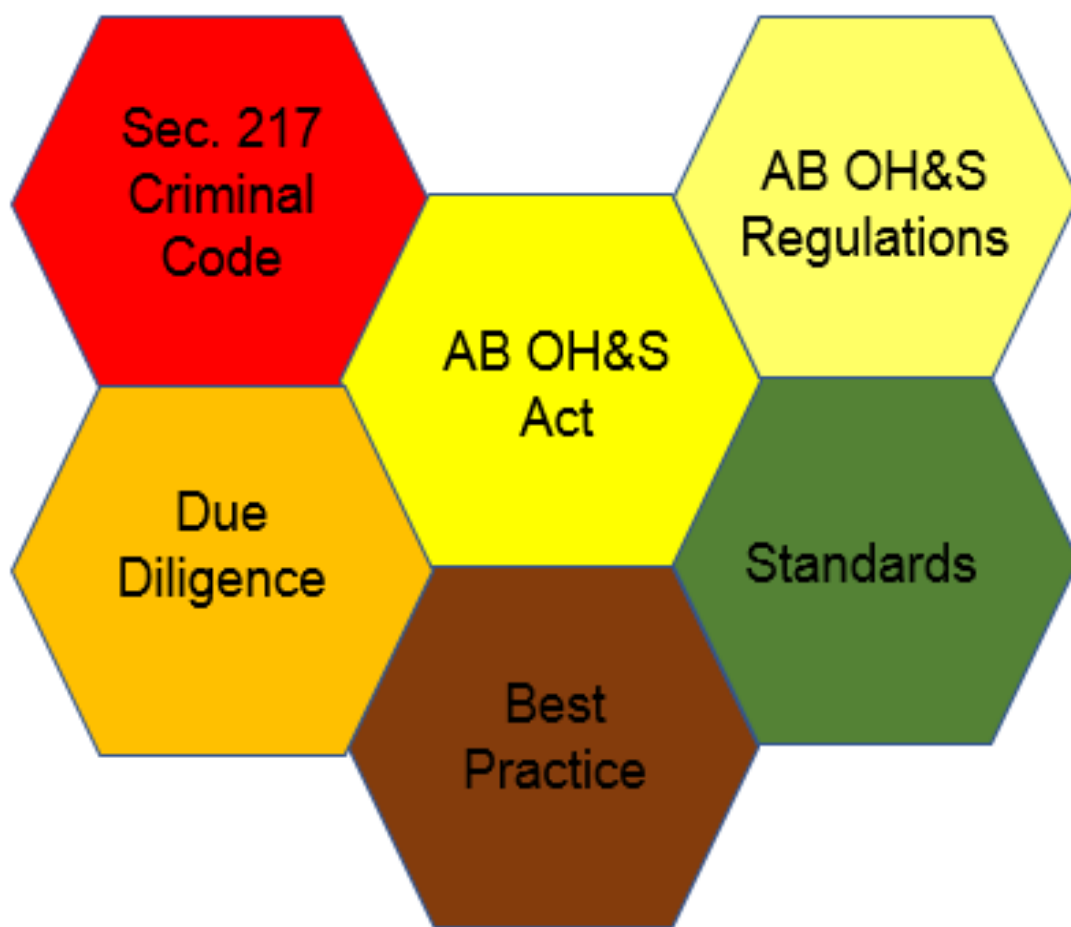 Sec. 217
Criminal
Code
AB OH&S
Regulations
AB OH&S
Act
Due
Diligence
Standards
Best
Practice